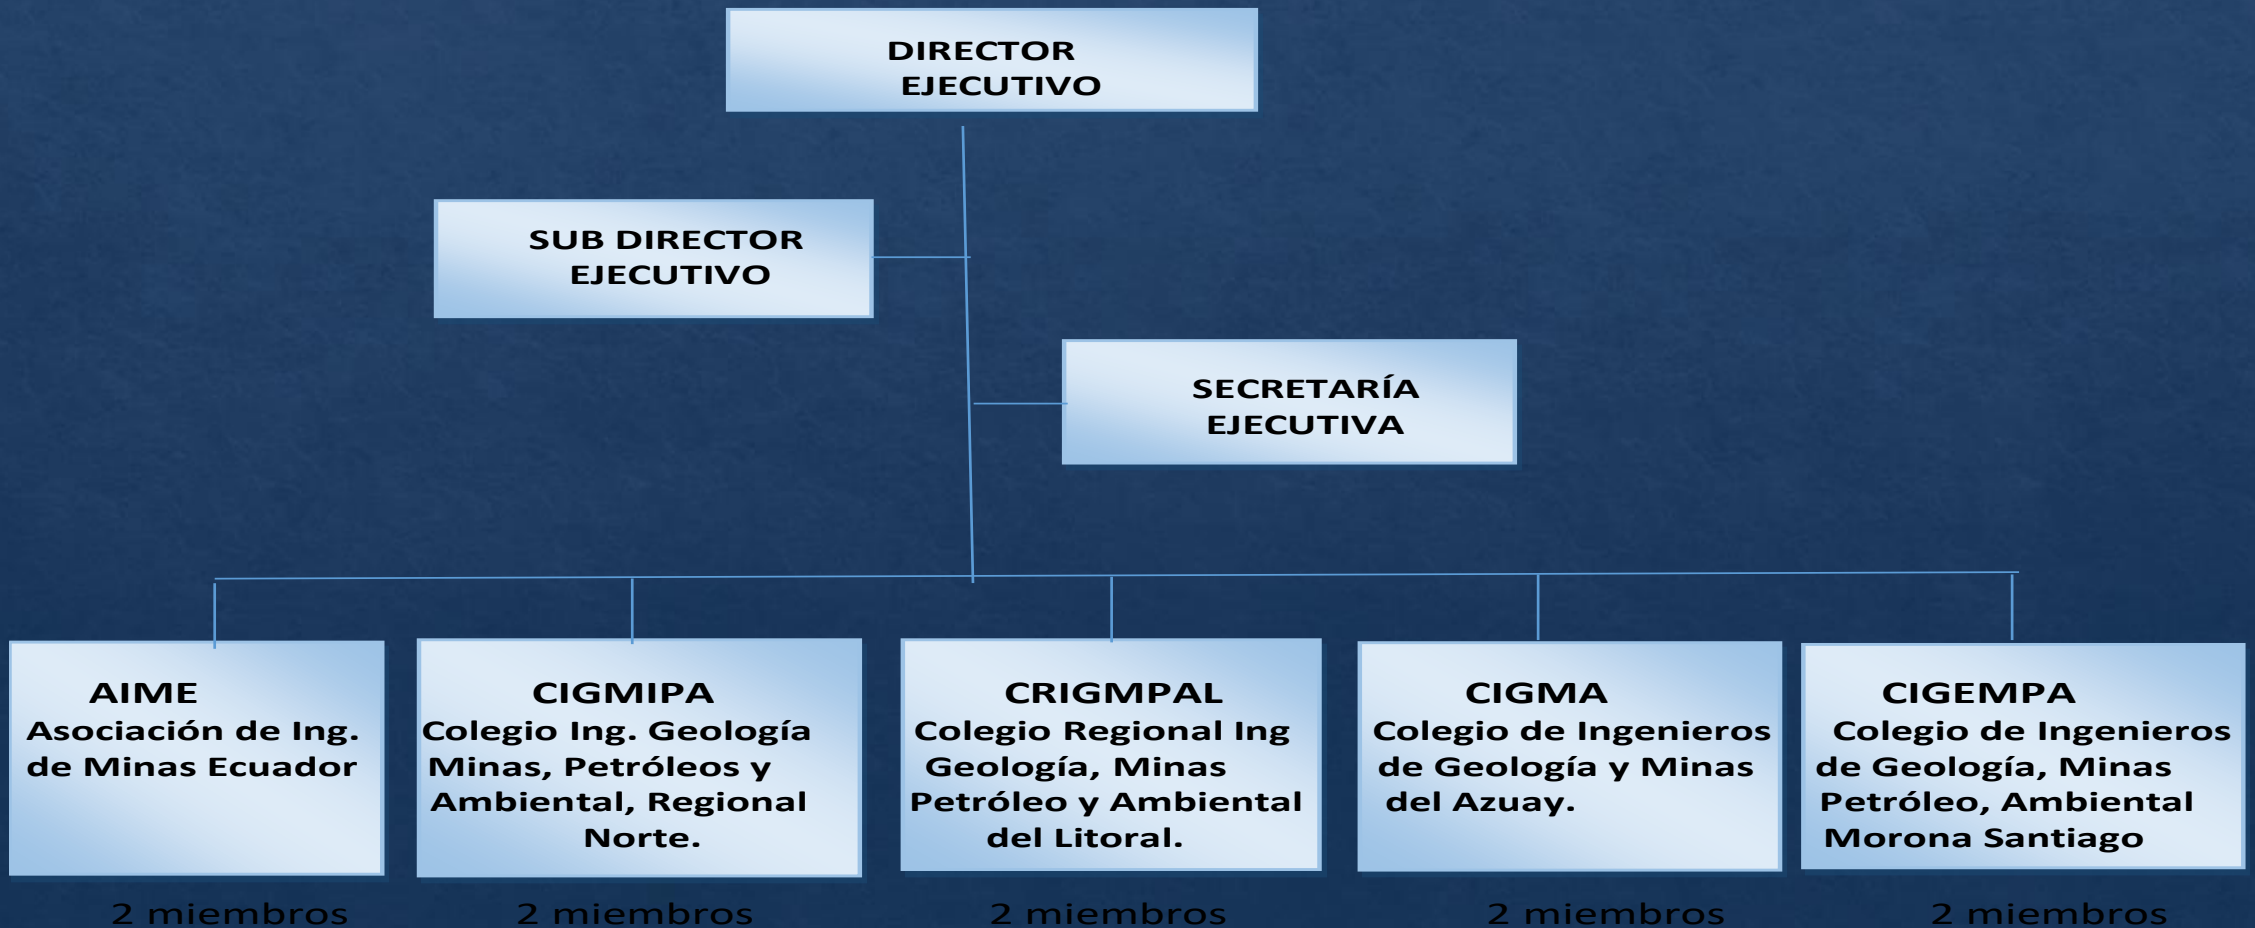 DIRECTOR
EJECUTIVO
SUB DIRECTOR
EJECUTIVO
SECRETARÍA
EJECUTIVA
AIME
Asociación de Ing.
de Minas Ecuador
2 miembros
CIGMIPA
Colegio Ing. Geología
Minas, Petróleos y
Ambiental, Regional
Norte.
2 miembros
CRIGMPAL
Colegio Regional Ing
Geología, Minas
Petróleo y Ambiental
del Litoral.
2 miembros
CIGMA
Colegio de Ingenieros
de Geología y Minas
del Azuay.
2 miembros
CIGEMPA
Colegio de Ingenieros
de Geología, Minas
Petróleo, Ambiental
Morona Santiago
2 miembros